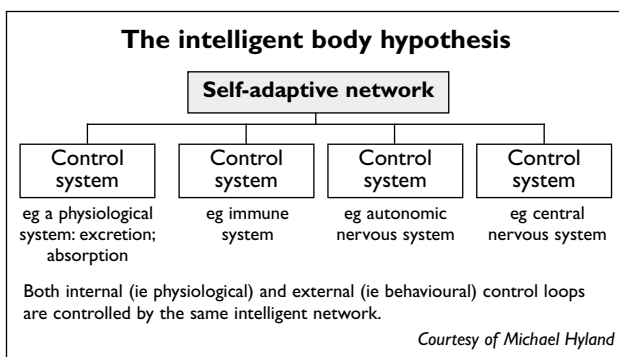 The intelligent body hypothesis
Self-adaptive network
Control
system
eg a physiological
system: excretion;
absorption
Control
system
eg immune
system
Control
system
eg autonomic
nervous system
Control
system
eg central
nervous system
Both internal (ie physiological) and external (ie behavioural) control loops
are controlled by the same intelligent network.
Courtesy of Michael Hyland